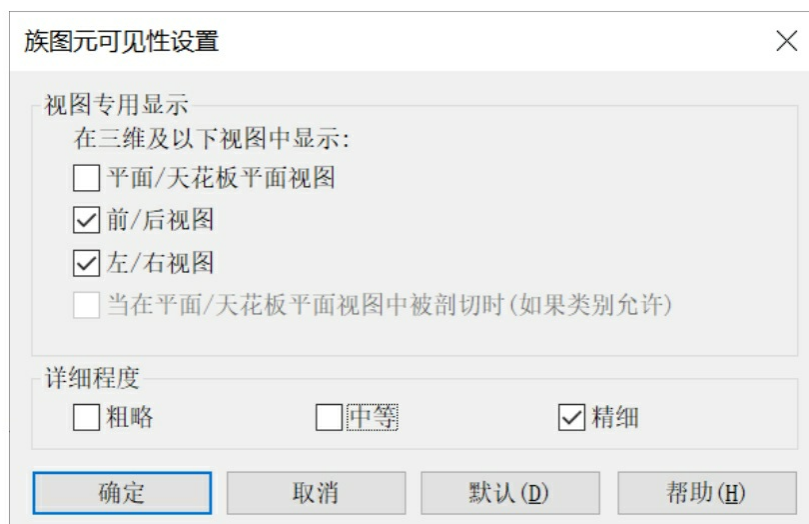 族图元可见性设置
视图专用显示
在三维及以下视图中显示:
平面/天花板平面视图
前/后视图
左/右视图
当在平面/天花板平面视图中被剖切时(如果类别允许)
详细程度
粗略 中等 精细
确定 取消 默认(D) 帮助(H)